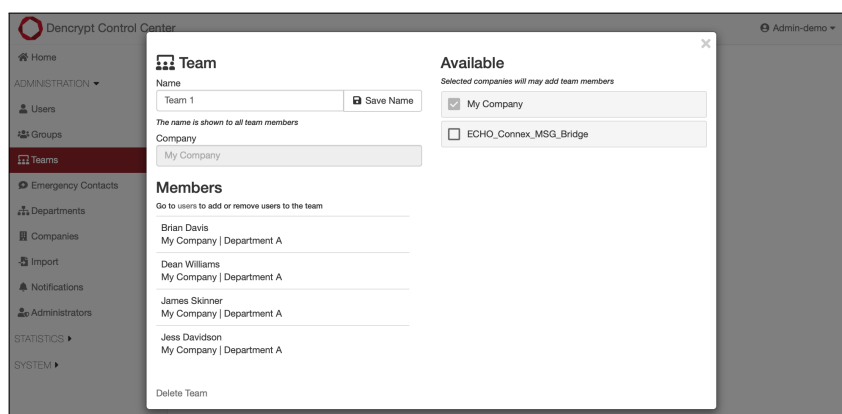 Dencrypt Control Center
Admin-demo
Home
ADMINISTRATION
Users
Groups
Teams
Emergency Contacts
Departments
Companies
Import
Notifications
Administrators
STATISTICS
SYSTEM
×
Team
Name
Team 1
Save Name
The name is shown to all team members
Company
My Company
Members
Go to users to add or remove users to the team
Brian Davis
My Company | Department A
Dean Williams
My Company | Department A
James Skinner
My Company | Department A
Jess Davidson
My Company | Department A
Delete Team
Available
Selected companies will may add team members
My Company
ECHO_Connex_MSG_Bridge